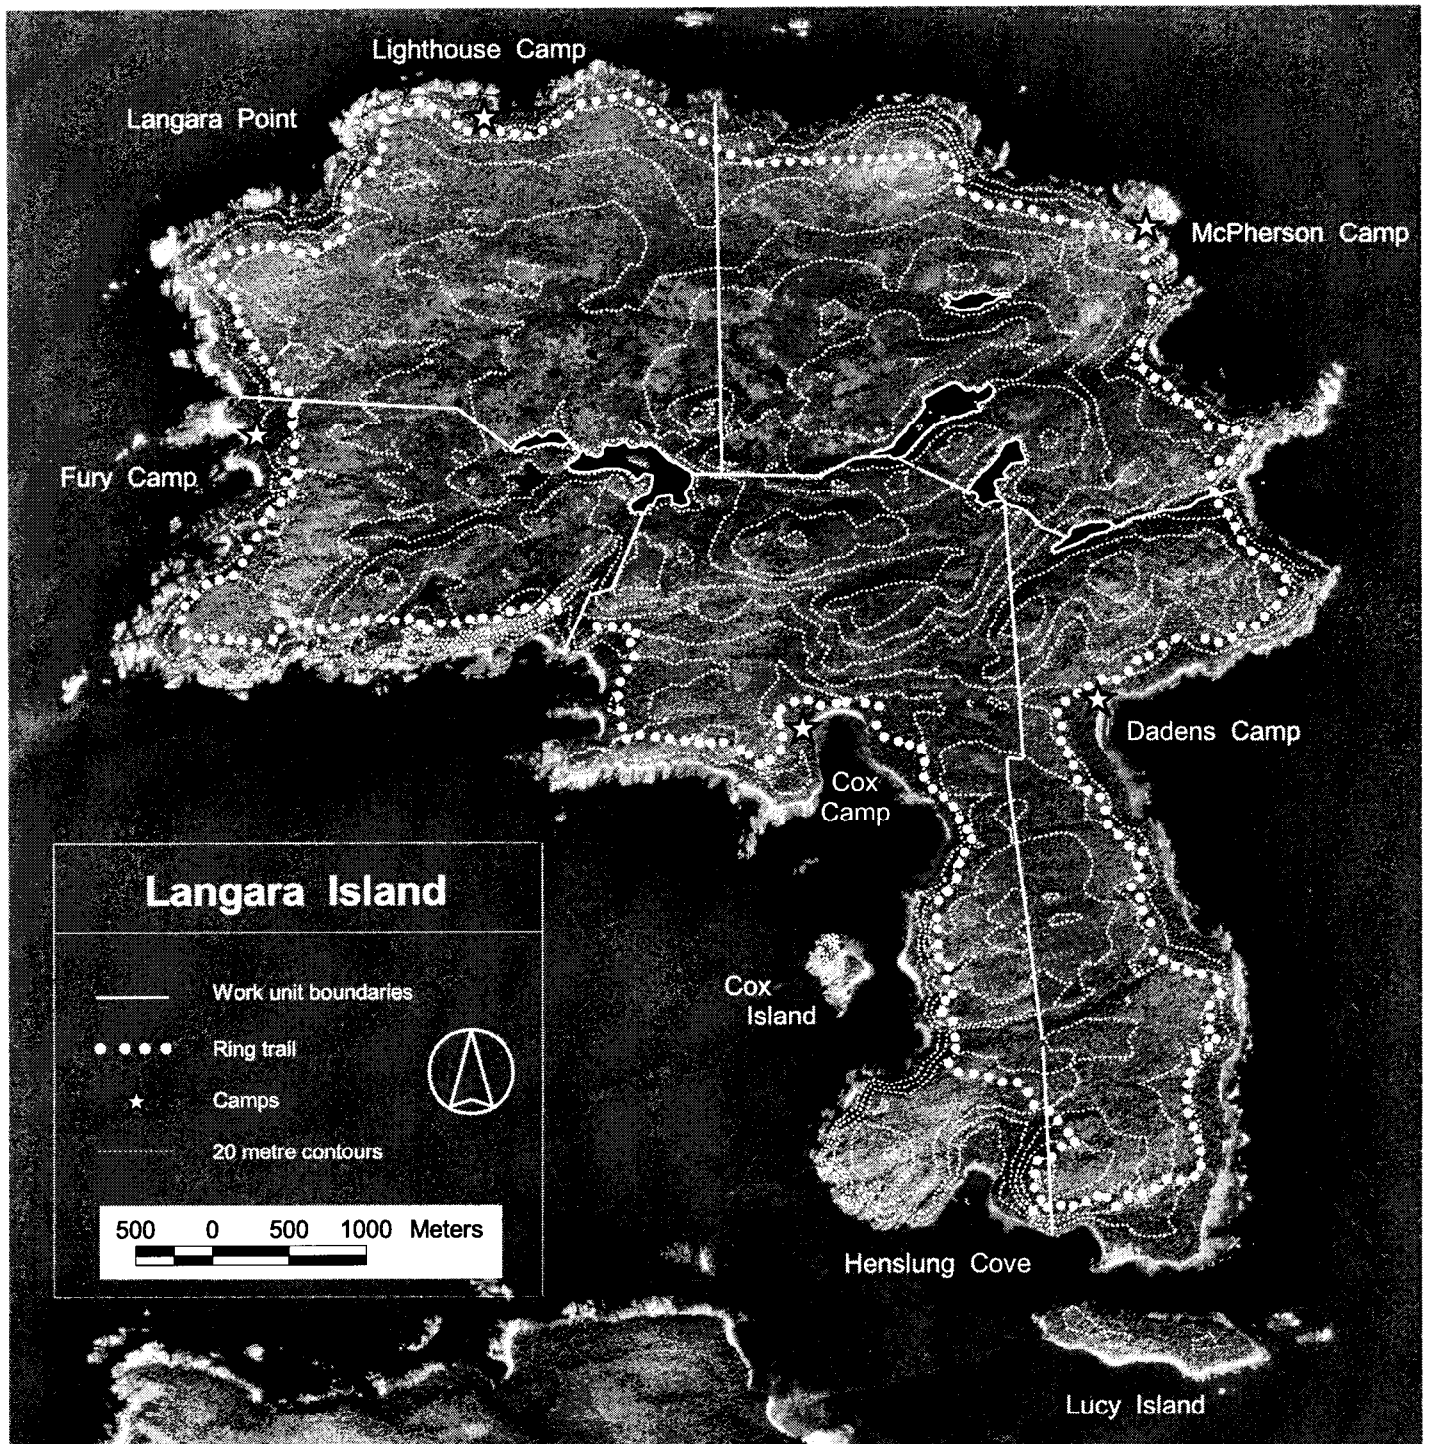 Lighthouse Camp
Langara Point
McPherson Camp
Fury Camp
Dadens Camp
Cox
Camp
Langara Island
Cox
Island
Work unit boundaries
Ring trail
Camps
20 metre contours
500 0 500 1000 Meters
Henslung Cove
Lucy Island